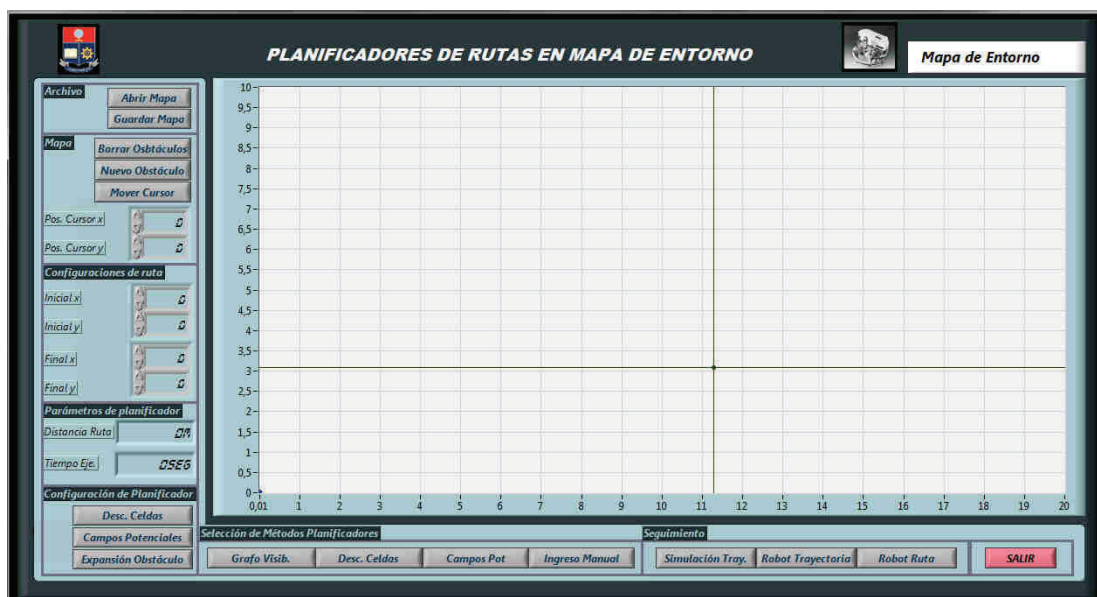 PLANIFICADORES DE RUTAS EN MAPA DE ENTORNO
Mapa de Entorno
Archivo
Abrir Mapa
Guardar Mapa
Mapa
Borrar Osbtáculos
Nuevo Obstáculo
Mover Cursor
Pos. Cursor x 0
Pos. Cursor y 0
Configuraciones de ruta
Inicial x 0
Inicial y 0
Final x 0
Final y 0
Parámetros de planificador
Distancia Ruta 0M
Tiempo Eje. 0SEG
Configuración de Planificador
Desc. Celdas
Campos Potenciales
Expansión Obstáculo
10
9,5
9
8,5
8
7,5
7
6,5
6
5,5
5
4,5
4
3,5
3
2,5
2
1,5
1
0,5
0
0,01 1 2 3 4 5 6 7 8 9 10 11 12 13 14 15 16 17 18 19 20
Selección de Métodos Planificadores
Grafo Visib. Desc. Celdas Campos Pot Ingreso Manual
Seguimiento
Simulación Tray. Robot Trayectoria Robot Ruta
SALIR